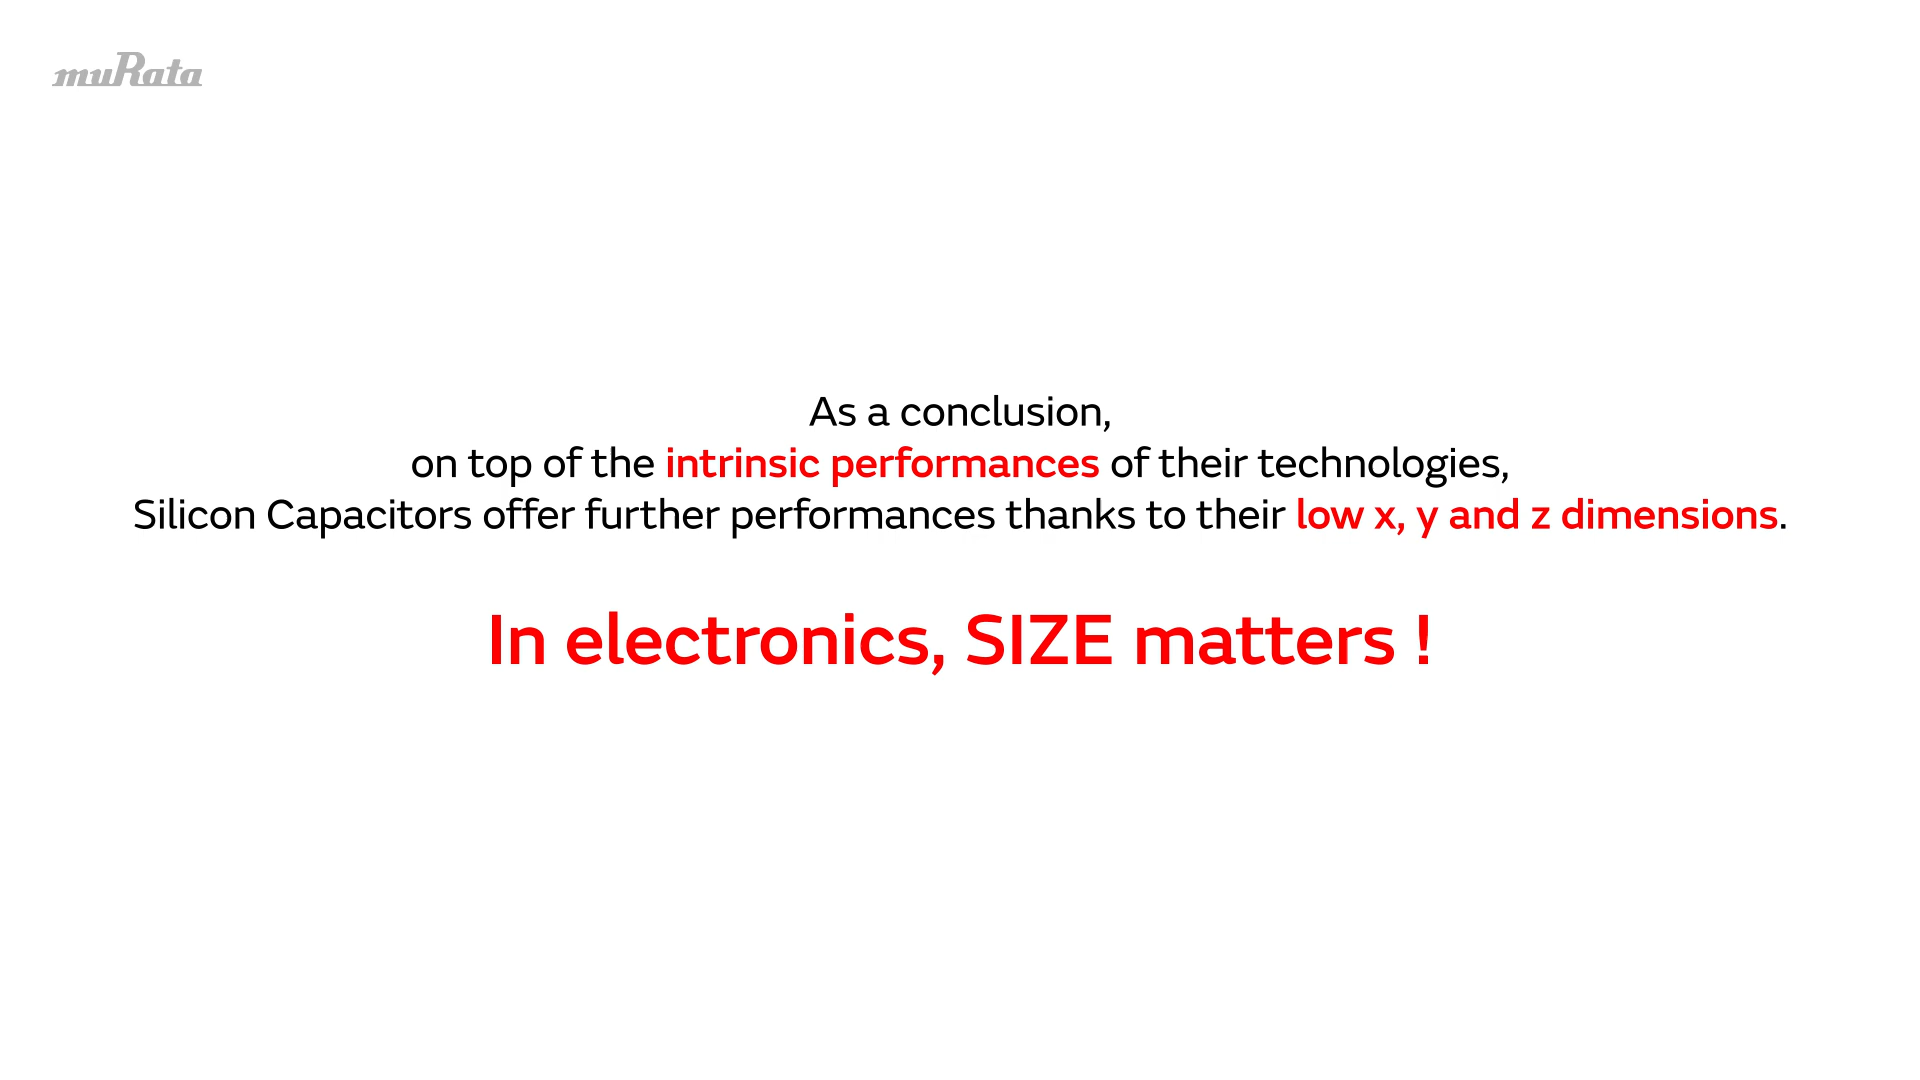 muRata
As a conclusion,
on top of the intrinsic performances of their technologies,
Silicon Capacitors offer further performances thanks to their low x, y and z dimensions.
In electronics, SIZE matters !